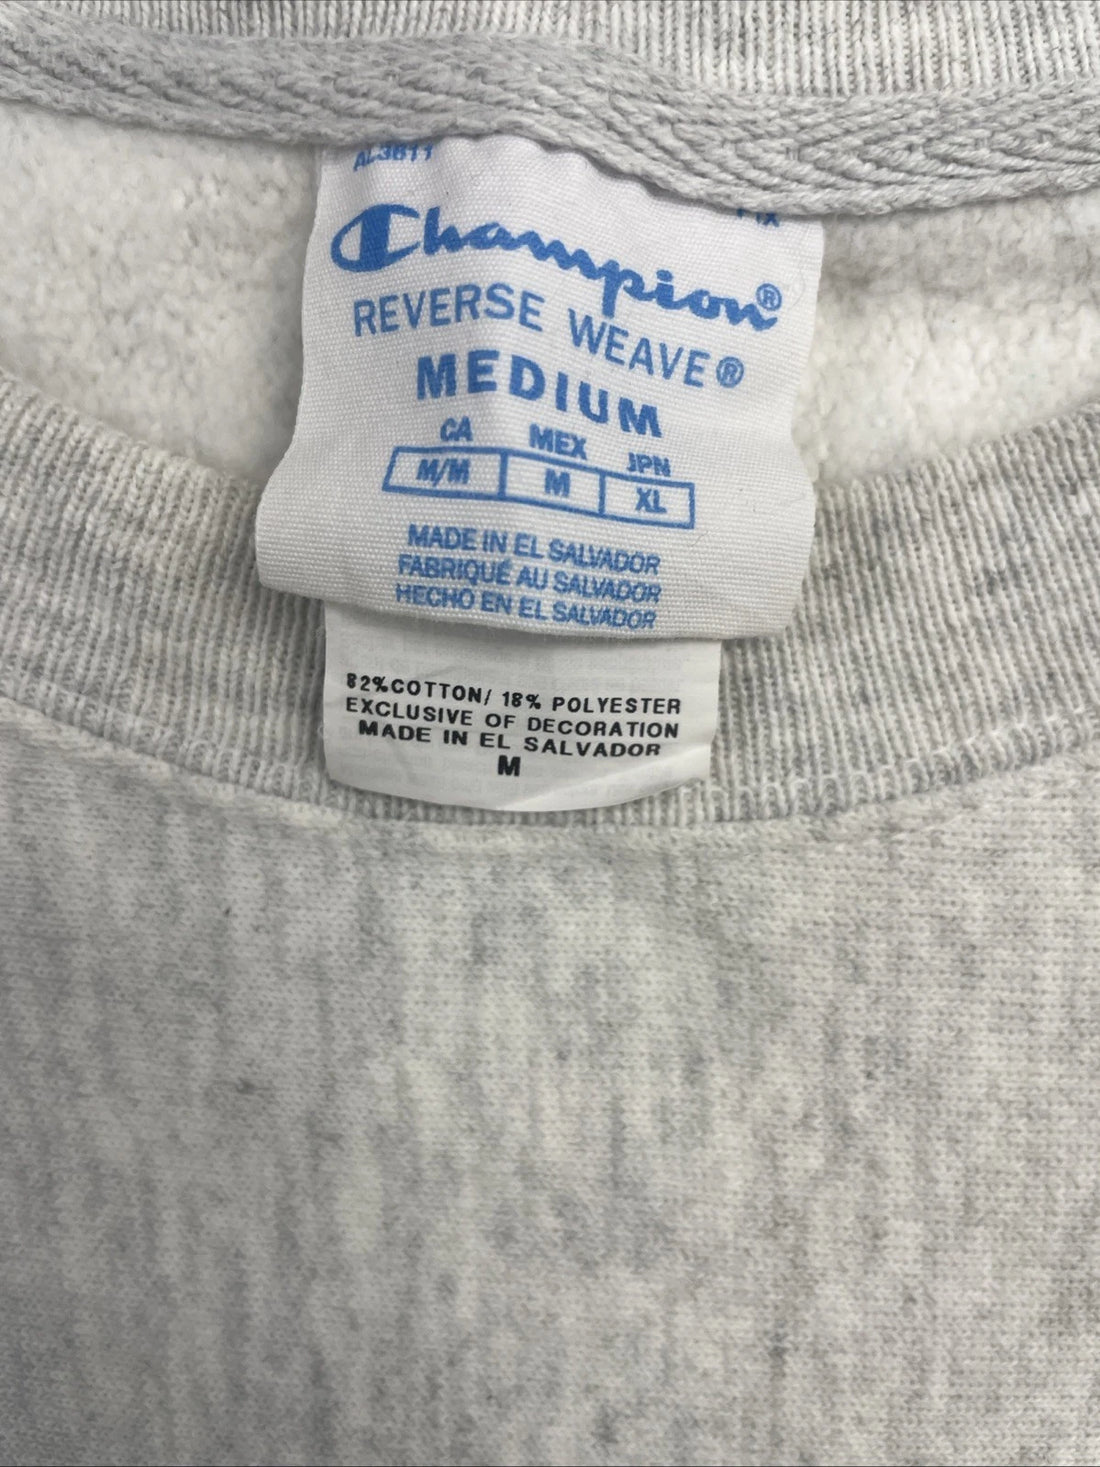 AL3611
Champion®
REVERSE WEAVE®
MEDIUM
CA MEX JPN
M/M M XL
MADE IN EL SALVADOR
FABRIQUÉ AU SALVADOR
HECHO EN EL SALVADOR
82%COTTON/ 18% POLYESTER
EXCLUSIVE OF DECORATION
MADE IN EL SALVADOR
M